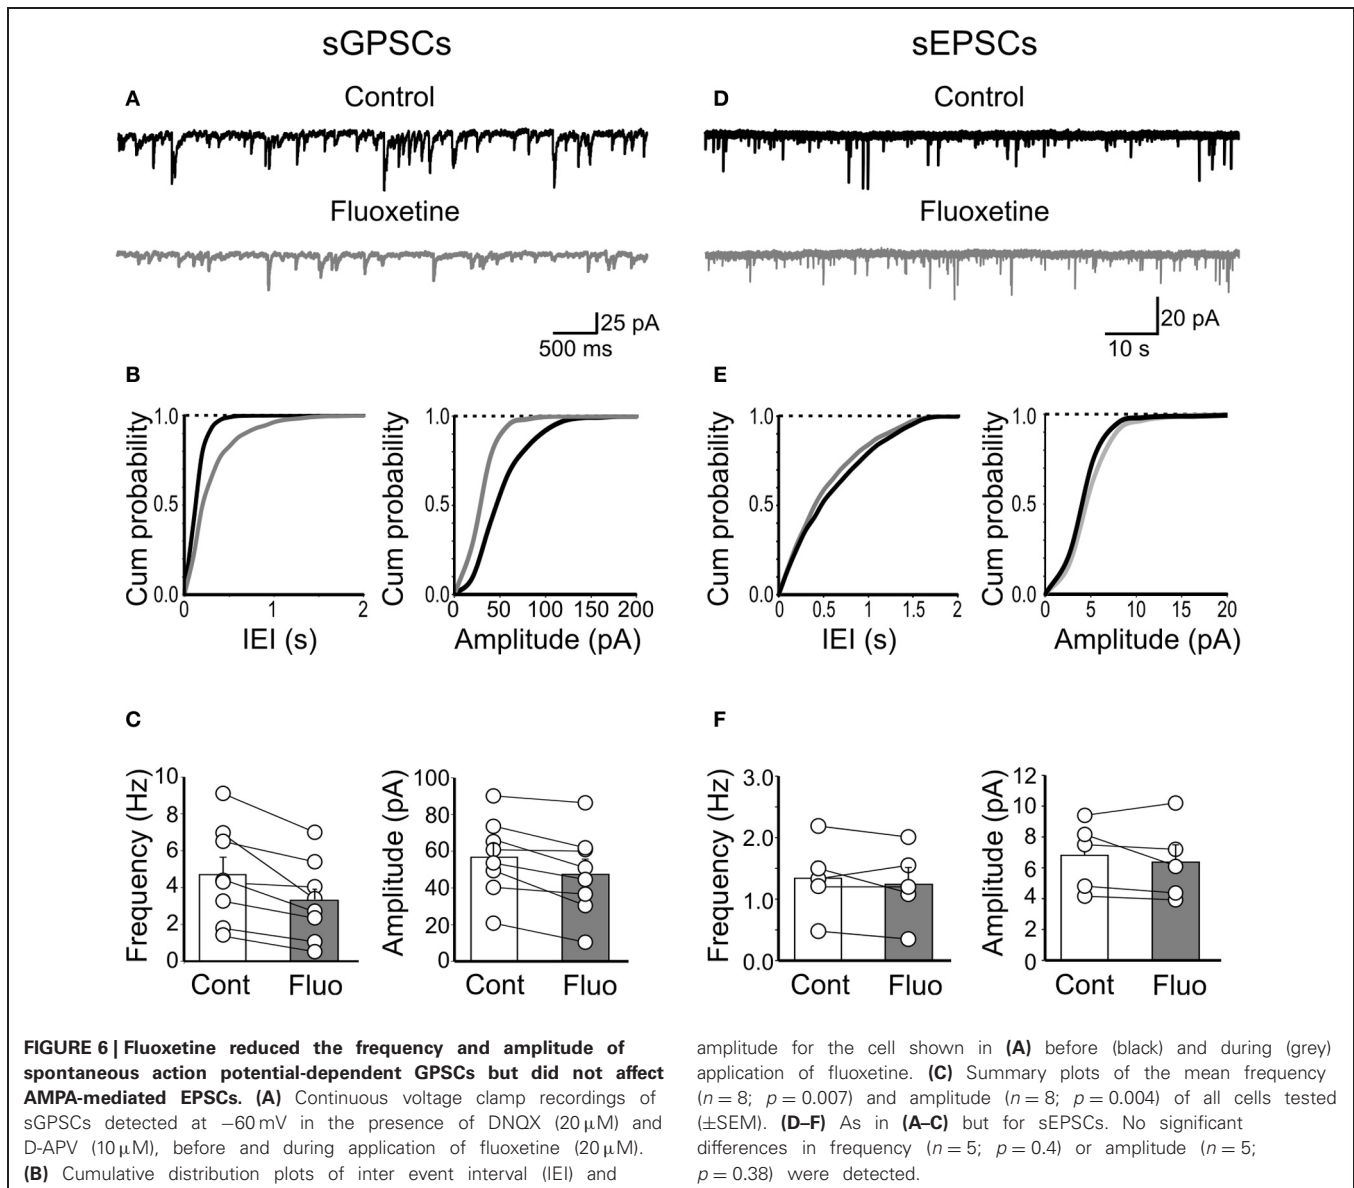 sGPSCs
A
Control
Fluoxetine
25 pA
500 ms
B
Cum probability
1.0
0.5
0.0
0
1
2
IEI (s)
Cum probability
1.0
0.5
0.0
0
50
100
150
200
Amplitude (pA)
C
Frequency (Hz)
10
8
6
4
2
0
Cont
Fluo
Amplitude (pA)
100
80
60
40
20
0
Cont
Fluo
sEPSCs
D
Control
Fluoxetine
20 pA
10 s
E
Cum probability
1.0
0.5
0.0
0
0.5
1
1.5
2
IEI (s)
Cum probability
1.0
0.5
0.0
0
5
10
15
20
Amplitude (pA)
F
Frequency (Hz)
3.0
2.0
1.0
0.0
Cont
Fluo
Amplitude (pA)
12
10
8
6
4
2
0
Cont
Fluo
FIGURE 6 | Fluoxetine reduced the frequency and amplitude of
spontaneous action potential-dependent GPSCs but did not affect
AMPA-mediated EPSCs. (A) Continuous voltage clamp recordings of
sGPSCs detected at −60 mV in the presence of DNQX (20 μM) and
D-APV (10 μM), before and during application of fluoxetine (20 μM).
(B) Cumulative distribution plots of inter event interval (IEI) and
amplitude for the cell shown in (A) before (black) and during (grey)
application of fluoxetine. (C) Summary plots of the mean frequency
(n = 8; p = 0.007) and amplitude (n = 8; p = 0.004) of all cells tested
(±SEM). (D–F) As in (A–C) but for sEPSCs. No significant
differences in frequency (n = 5; p = 0.4) or amplitude (n = 5;
p = 0.38) were detected.